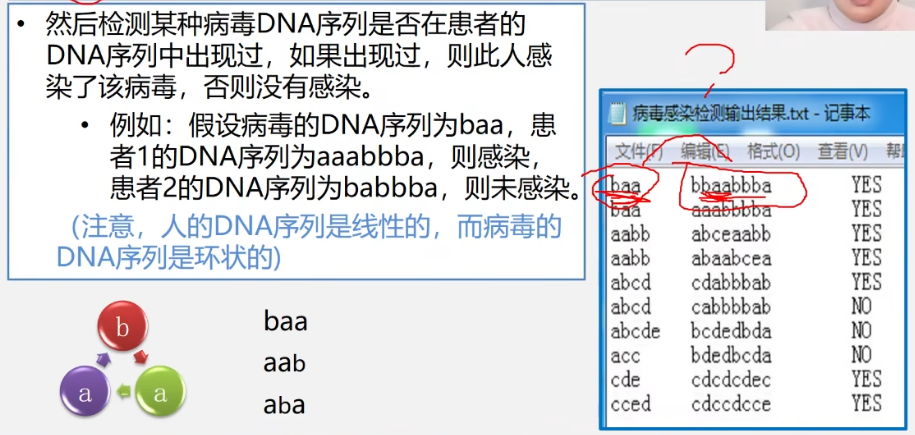 • 然后检测某种病毒DNA序列是否在患者的
DNA序列中出现过，如果出现过，则此人感
染了该病毒，否则没有感染。
• 例如：假设病毒的DNA序列为baa，患
者1的DNA序列为aaabbba，则感染，
患者2的DNA序列为babbba，则未感染。
(注意，人的DNA序列是线性的，而病毒的
DNA序列是环状的)
b
a
a
baa
aab
aba
?
病毒感染检测输出结果.txt - 记事本
文件(F) 编辑(E) 格式(O) 查看(V)
baa bbaabbba YES
baa aaabbbba YES
aabb abceaabb YES
aabb abaabcea YES
abcd cdabbbab YES
abcd cabbbbab NO
abcde bcdedbda NO
acc bdedbcda NO
cde cdcdcdec YES
cced cdccdcce YES